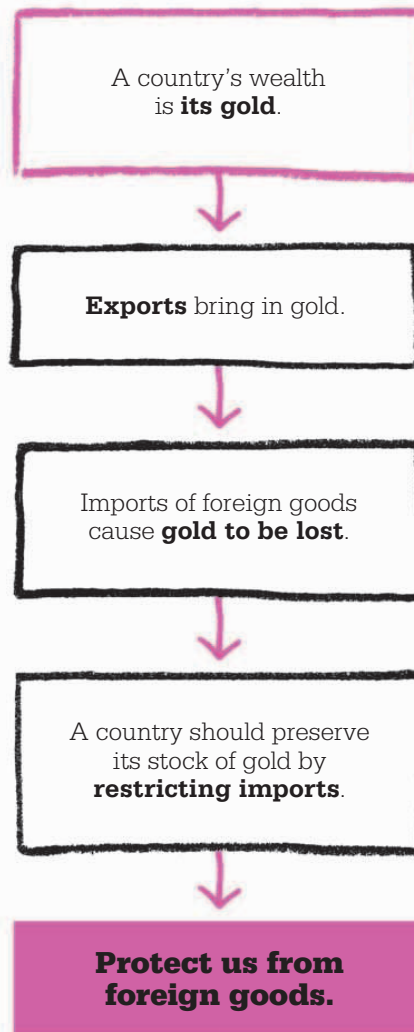 A country’s wealth
is its gold.
Exports bring in gold.
Imports of foreign goods
cause gold to be lost.
A country should preserve
its stock of gold by
restricting imports.
Protect us from
foreign goods.